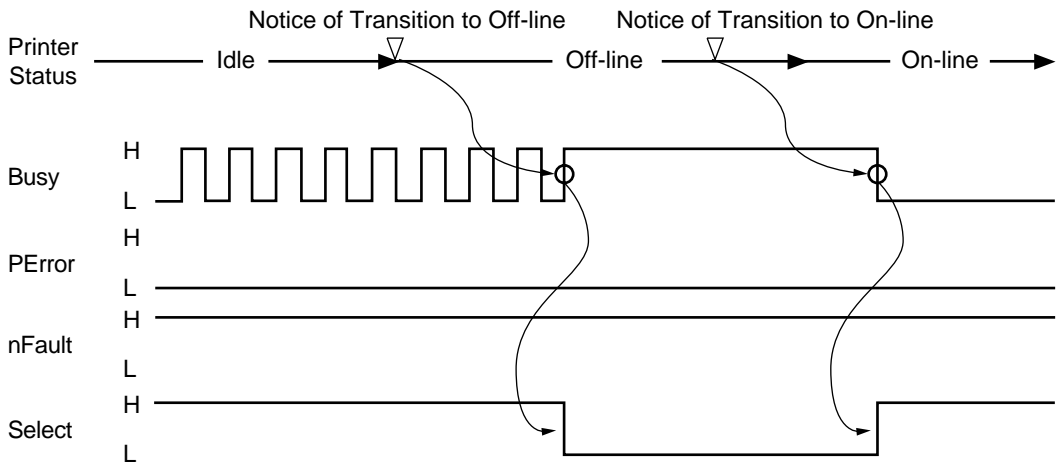 Notice of Transition to Off-line
Notice of Transition to On-line
Printer
Status
Idle
Off-line
On-line
Busy
H
L
PError
H
L
nFault
H
L
Select
H
L